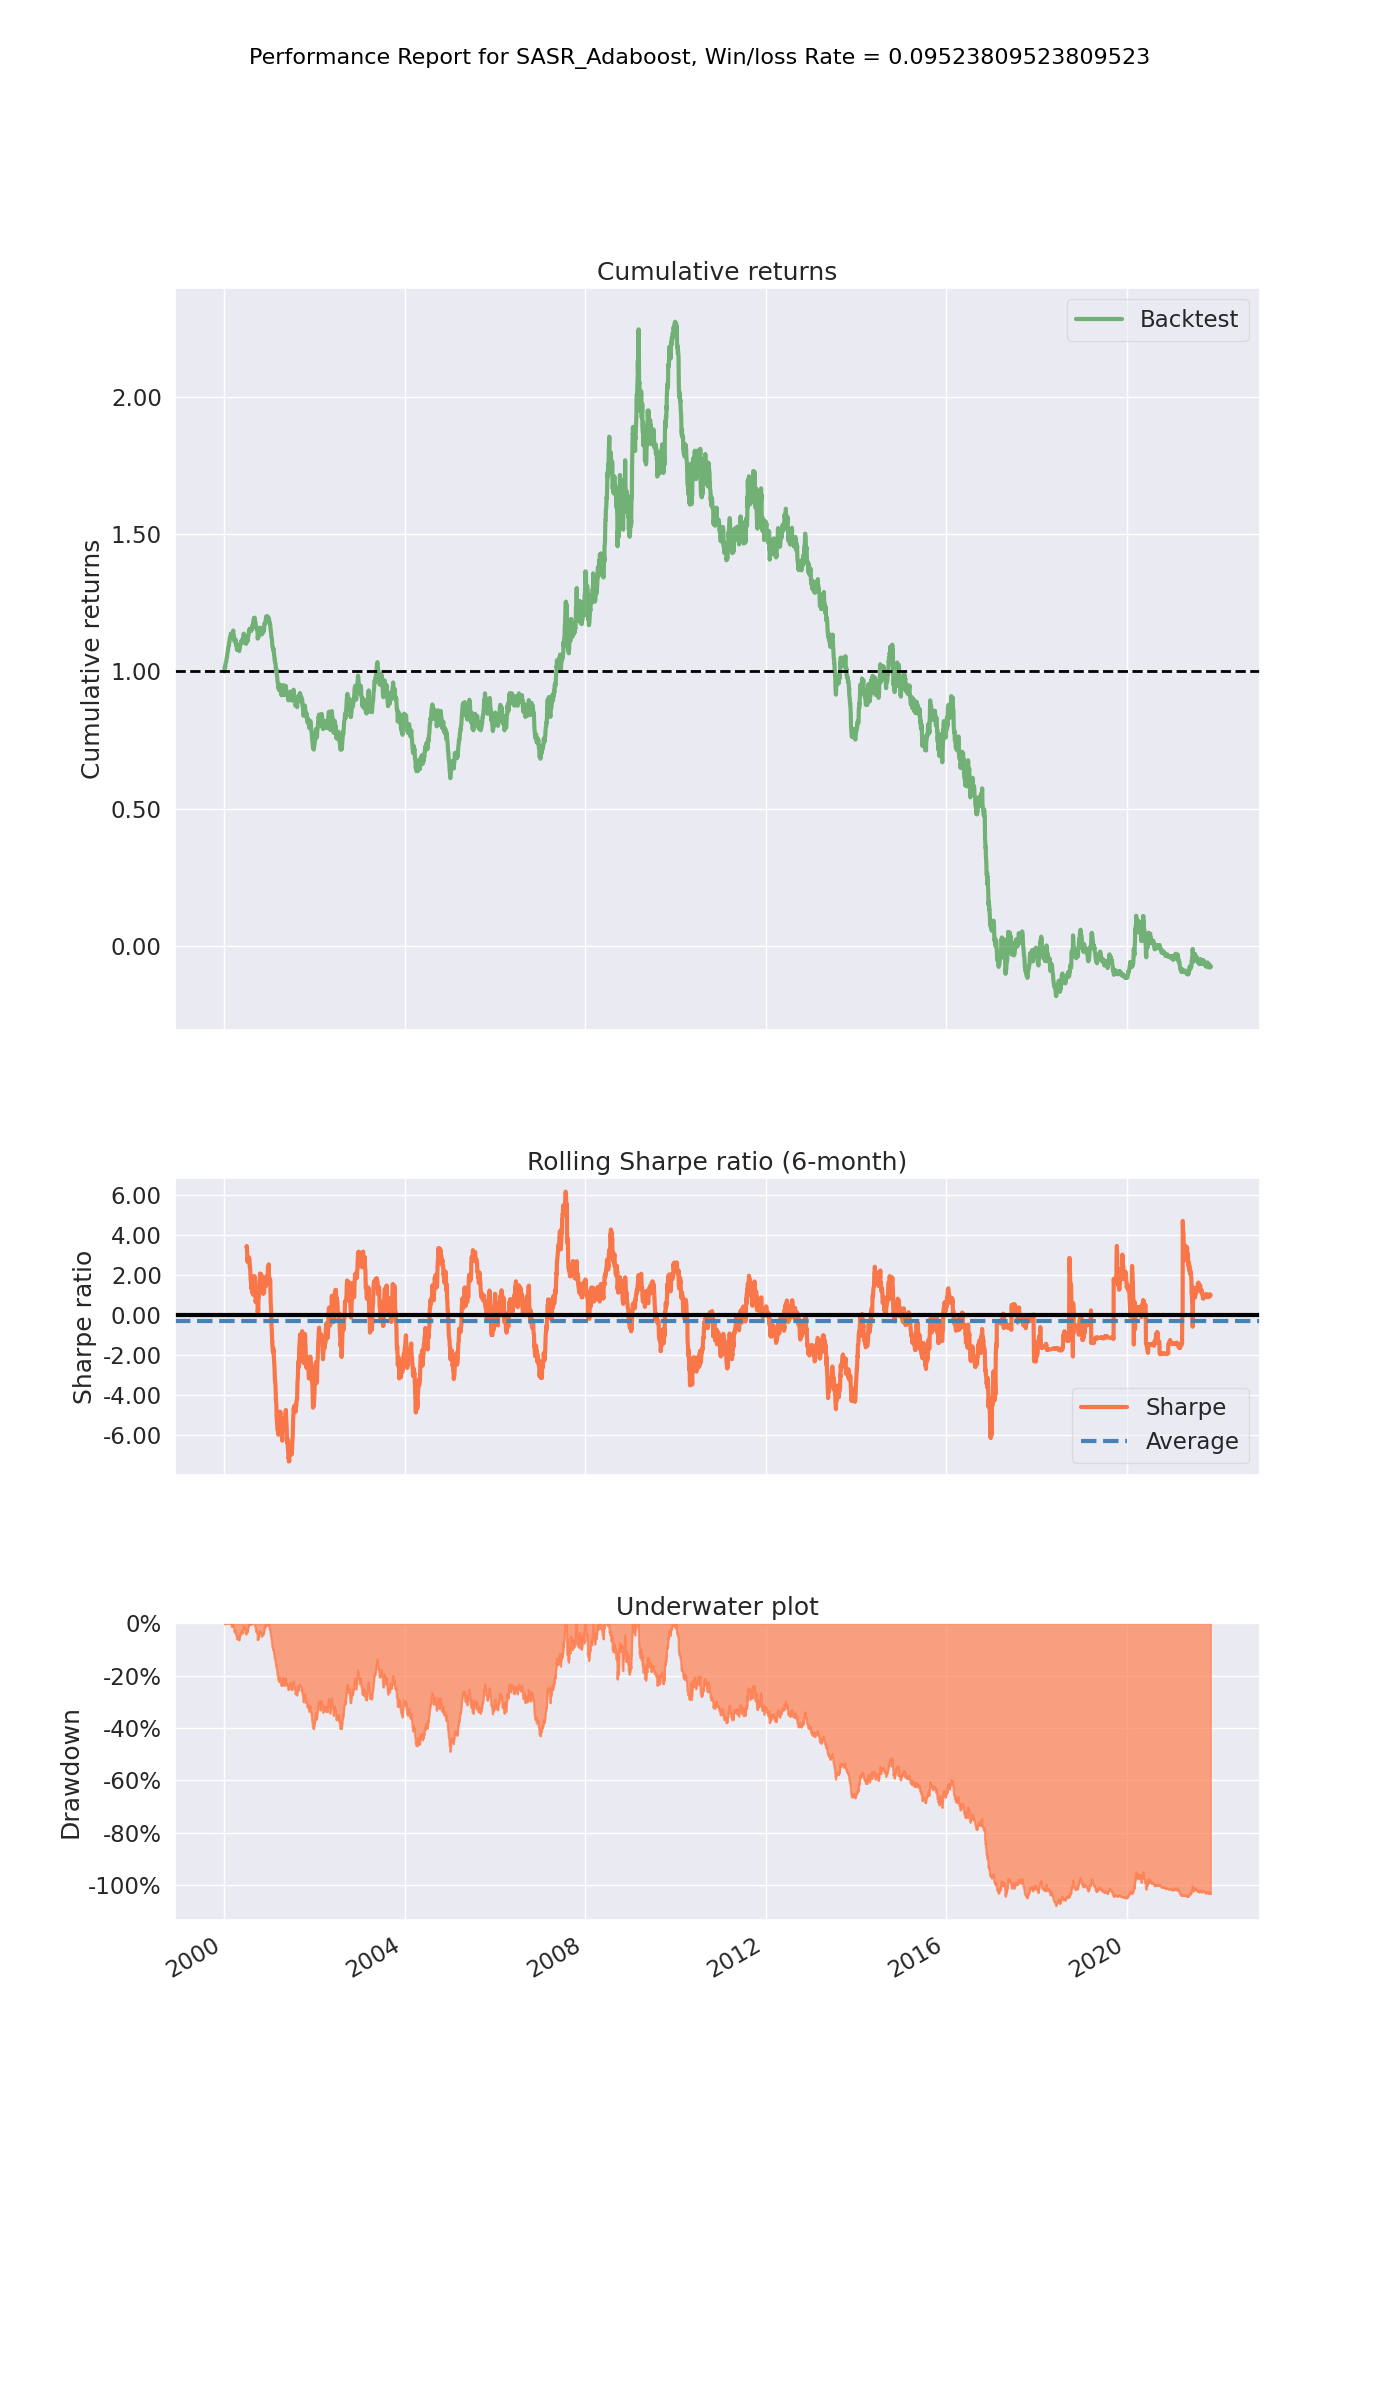 Performance Report for SASR_Adaboost, Win/loss Rate = 0.09523809523809523
Cumulative returns
Backtest
2.00
1.50
1.00
0.50
0.00
Cumulative returns
Rolling Sharpe ratio (6-month)
6.00
4.00
2.00
0.00
-2.00
-4.00
-6.00
Sharpe ratio
Sharpe
Average
Underwater plot
0%
-20%
-40%
-60%
-80%
-100%
Drawdown
2000
2004
2008
2012
2016
2020